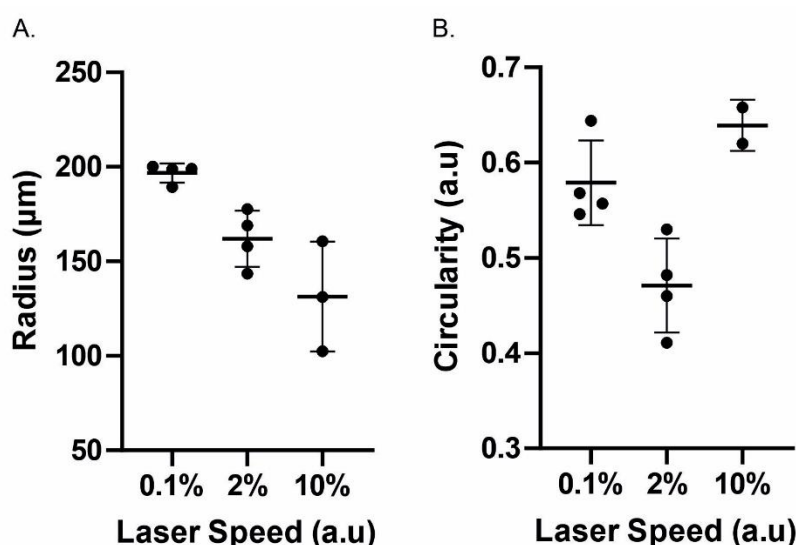 A.
250
200
150
100
50
Radius (µm)
0.1% 2% 10%
Laser Speed (a.u)
B.
0.7
0.6
0.5
0.4
0.3
Circularity (a.u)
0.1% 2% 10%
Laser Speed (a.u)